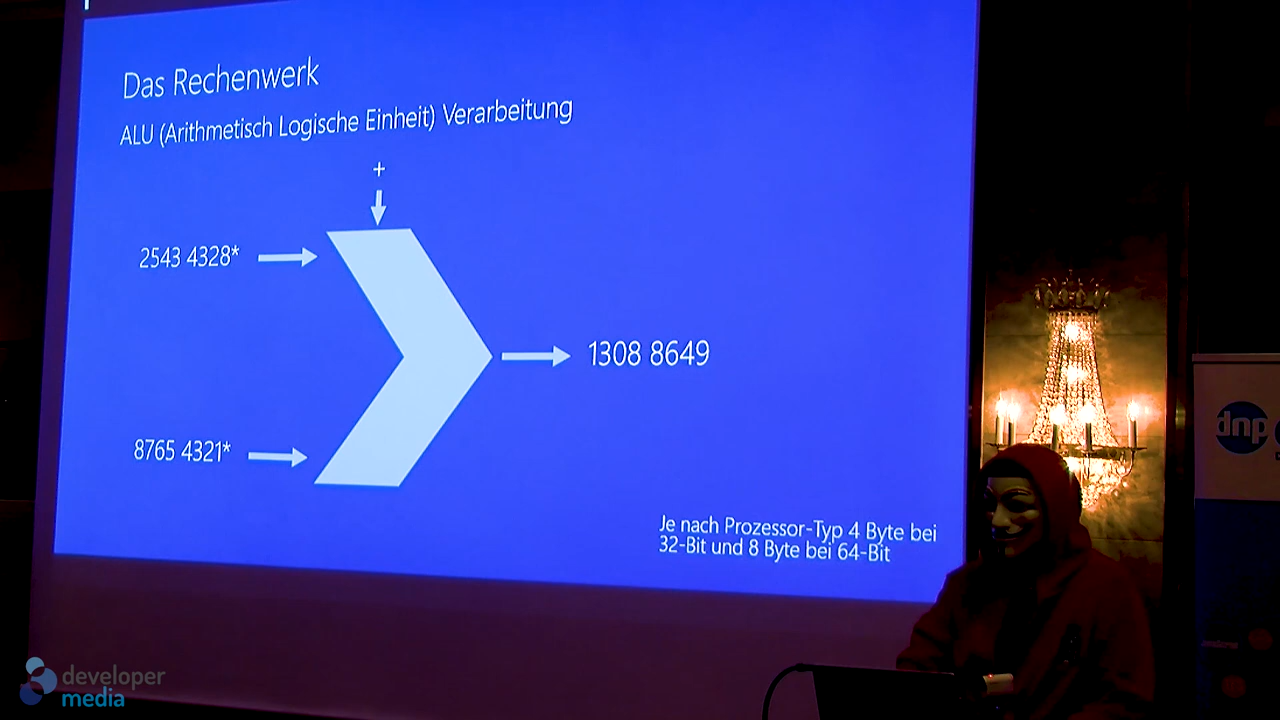 Das Rechenwerk
ALU (Arithmetisch Logische Einheit) Verarbeitung
+
2543 4328*
1308 8649
8765 4321*
Je nach Prozessor-Typ 4 Byte bei
32-Bit und 8 Byte bei 64-Bit
dnp
developer
media